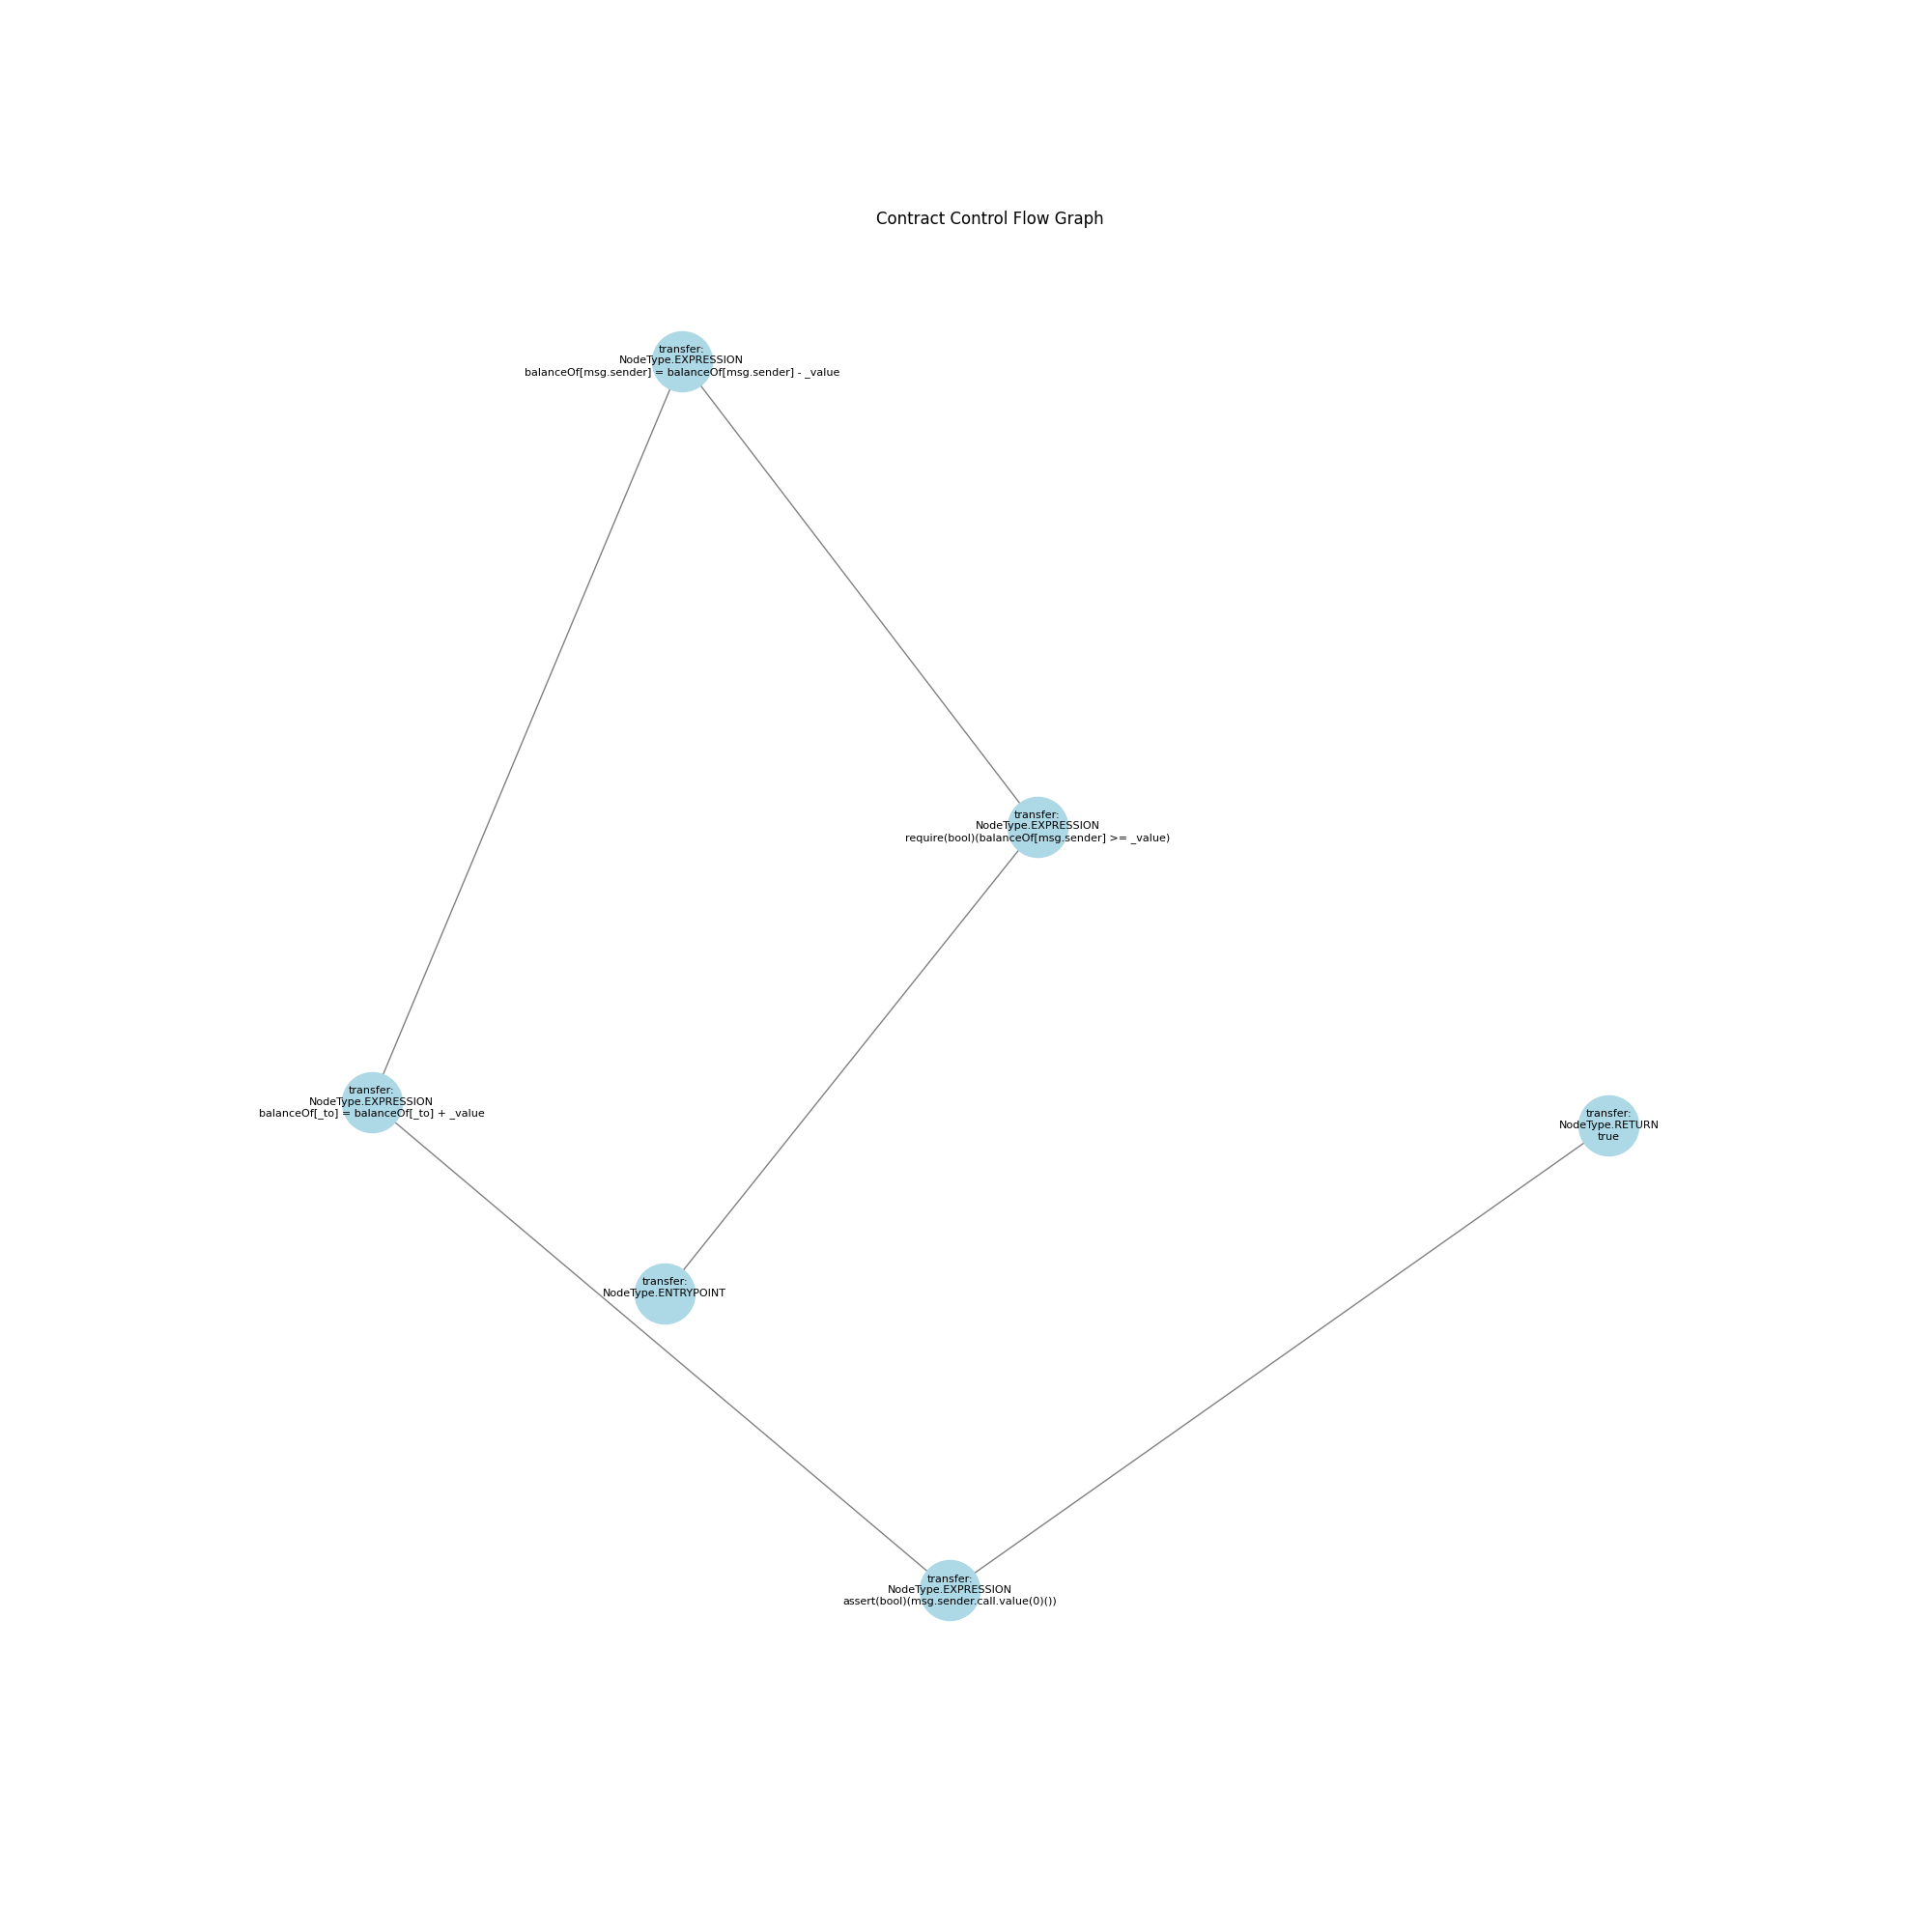 Contract Control Flow Graph
transfer:
NodeType.EXPRESSION
balanceOf[msg.sender] = balanceOf[msg.sender] - _value
transfer:
NodeType.EXPRESSION
require(bool)(balanceOf[msg.sender] >= _value)
transfer:
NodeType.EXPRESSION
balanceOf[_to] = balanceOf[_to] + _value
transfer:
NodeType.RETURN
true
transfer:
NodeType.ENTRYPOINT
transfer:
NodeType.EXPRESSION
assert(bool)(msg.sender.call.value(0)())